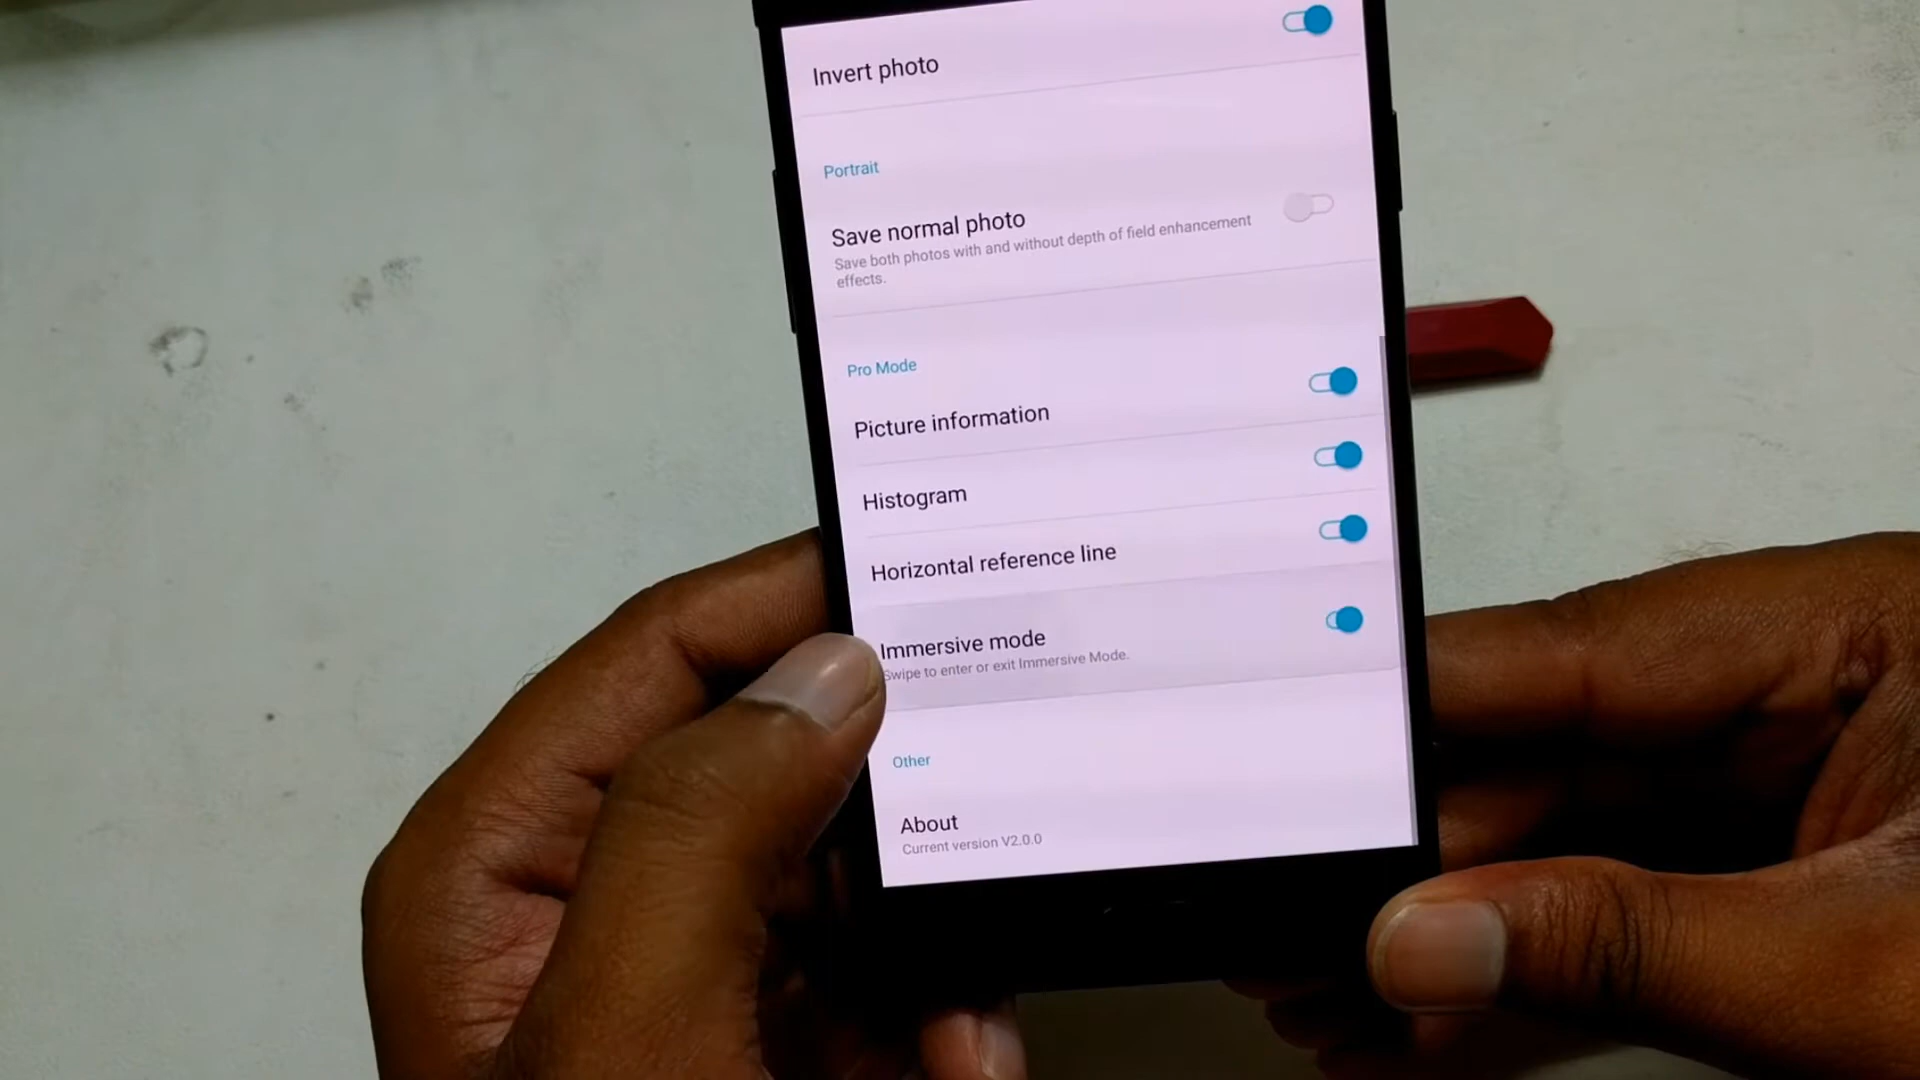 Invert photo
Portrait
Save normal photo
Save both photos with and without depth of field enhancement
effects.
Pro Mode
Picture information
Histogram
Horizontal reference line
Immersive mode
Swipe to enter or exit Immersive Mode.
Other
About
Current version V2.0.0